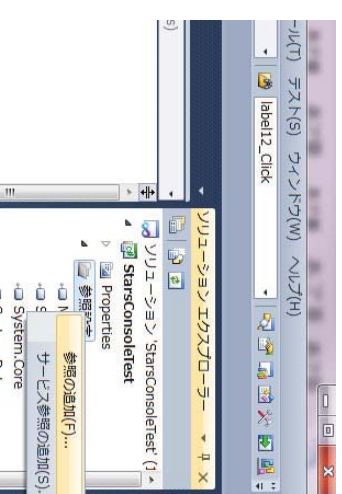 ール(T) テスト(S) ウィンドウ(W) ヘルプ(H)
label12_Click
s)
ソリューション エクスプローラー
ソリューション 'StarsConsoleTest' (1
StarsConsoleTest
Properties
参照設定
参照の追加(F)...
サービス参照の追加(S)...
System.Core